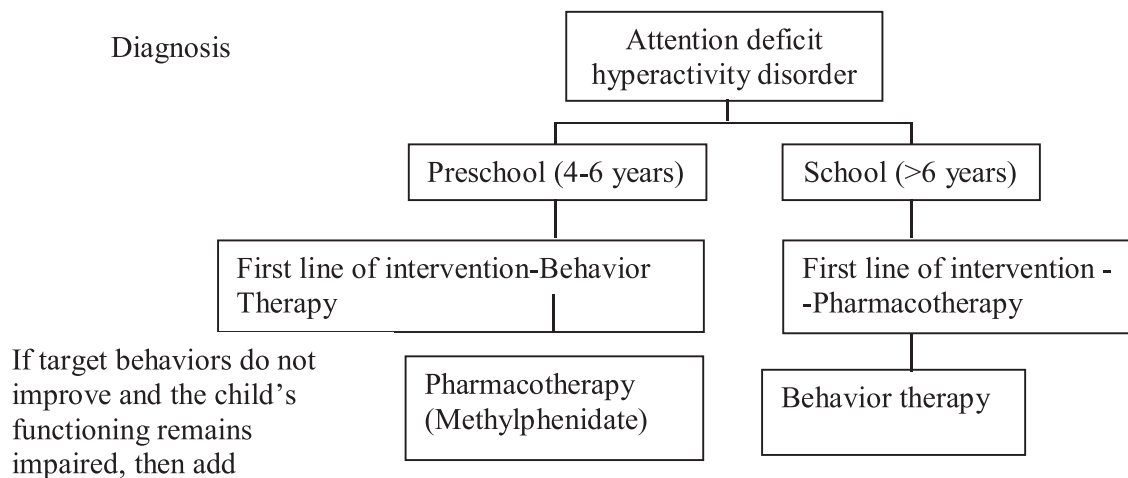 Diagnosis
Attention deficit
hyperactivity disorder
Preschool (4-6 years)
School (>6 years)
First line of intervention-Behavior
Therapy
First line of intervention -
-Pharmacotherapy
If target behaviors do not
improve and the child’s
functioning remains
impaired, then add
Pharmacotherapy
(Methylphenidate)
Behavior therapy